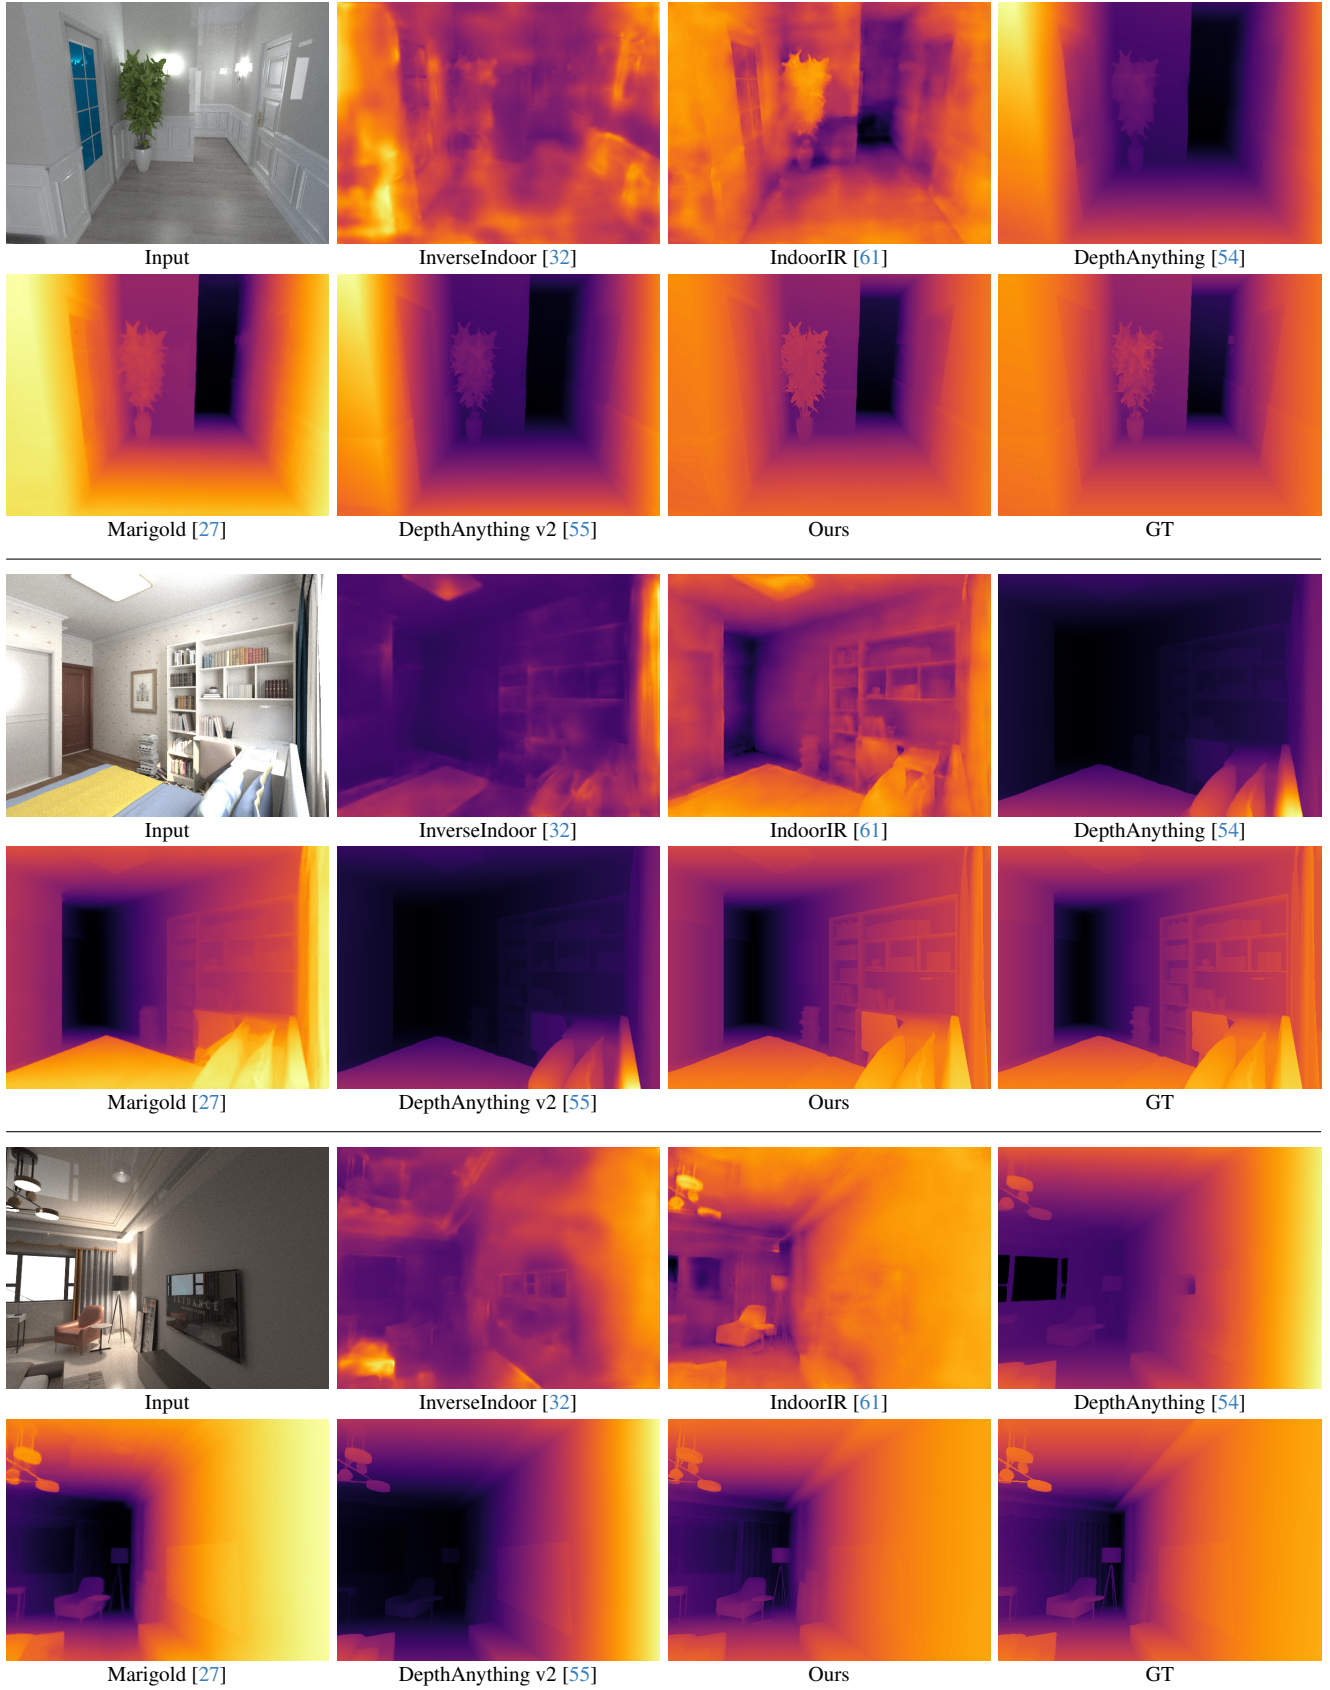 Input
InverseIndoor [32]
IndoorIR [61]
DepthAnything [54]
Marigold [27]
DepthAnything v2 [55]
Ours
GT
Input
InverseIndoor [32]
IndoorIR [61]
DepthAnything [54]
Marigold [27]
DepthAnything v2 [55]
Ours
GT
Input
InverseIndoor [32]
IndoorIR [61]
DepthAnything [54]
Marigold [27]
DepthAnything v2 [55]
Ours
GT